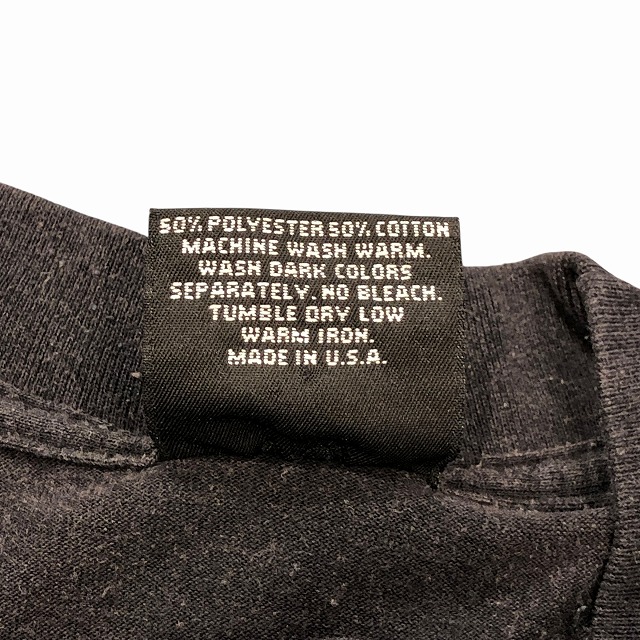 50% POLYESTER 50% COTTON
MACHINE WASH WARM.
WASH DARK COLORS
SEPARATELY. NO BLEACH.
TUMBLE DRY LOW
WARM IRON.
MADE IN U.S.A.